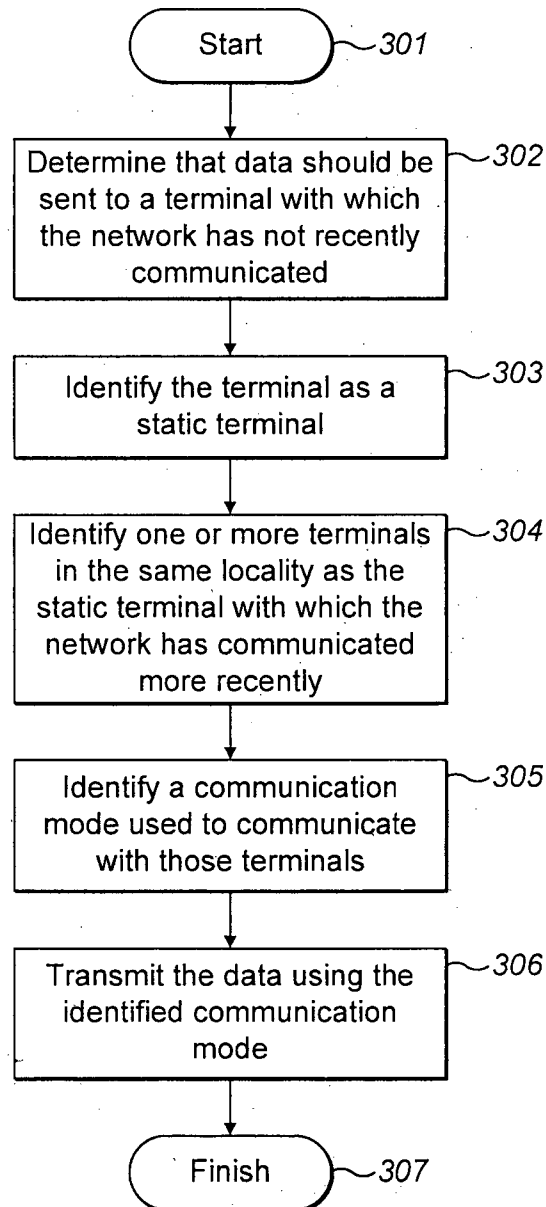 Start
301
Determine that data should be
sent to a terminal with which
the network has not recently
communicated
302
Identify the terminal as a
static terminal
303
Identify one or more terminals
in the same locality as the
static terminal with which the
network has communicated
more recently
304
Identify a communication
mode used to communicate
with those terminals
305
Transmit the data using the
identified communication
mode
306
Finish
307